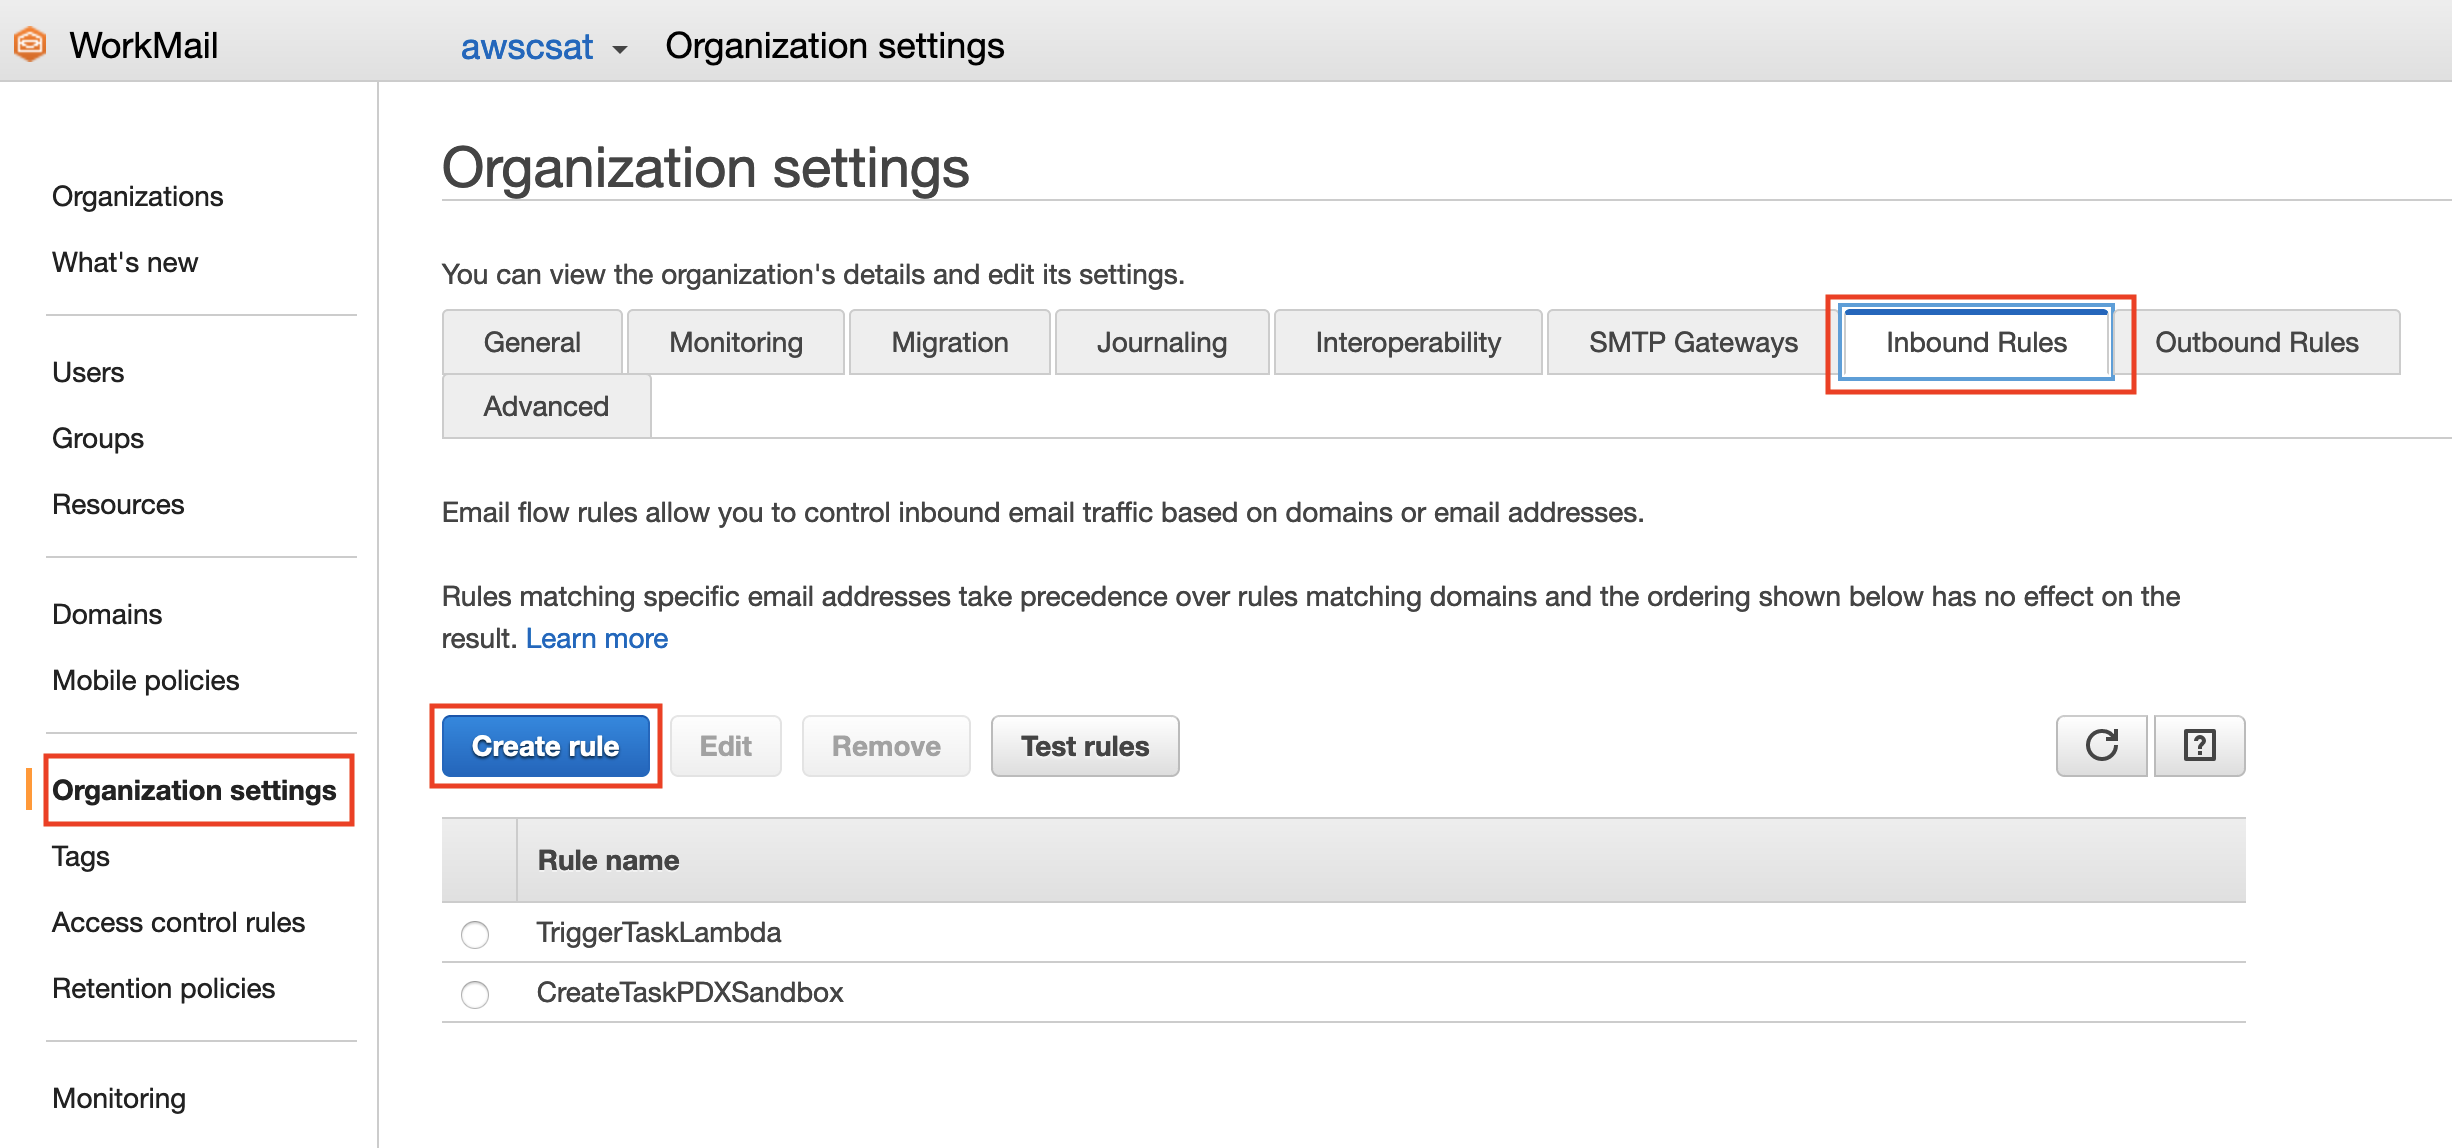 WorkMail
awscsat
Organization settings
Organizations
What's new
Users
Groups
Resources
Domains
Mobile policies
Organization settings
Tags
Access control rules
Retention policies
Monitoring
Organization settings
You can view the organization's details and edit its settings.
General
Monitoring
Migration
Journaling
Interoperability
SMTP Gateways
Inbound Rules
Outbound Rules
Advanced
Email flow rules allow you to control inbound email traffic based on domains or email addresses.
Rules matching specific email addresses take precedence over rules matching domains and the ordering shown below has no effect on the
result. Learn more
Create rule
Edit
Remove
Test rules
?
Rule name
TriggerTaskLambda
CreateTaskPDXSandbox